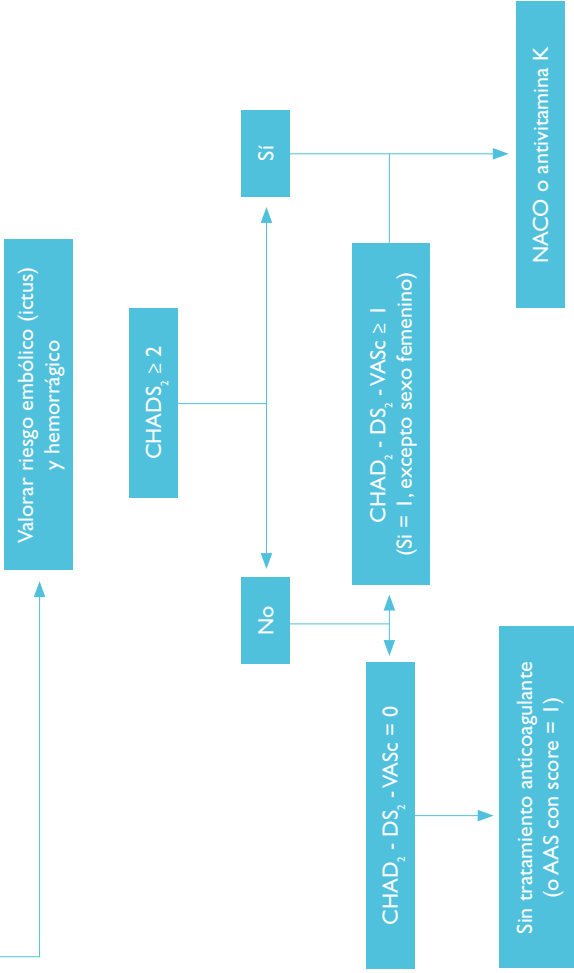 Valorar riesgo embólico (ictus)
y hemorrágico
CHADS₂ ≥ 2
No
Sí
CHAD₂ - DS₂ - VASc = 0
CHAD₂ - DS₂ - VASc ≥ 1
(Si = 1, excepto sexo femenino)
Sin tratamiento anticoagulante
(o AAS con score = 1)
NACO o antivitamina K